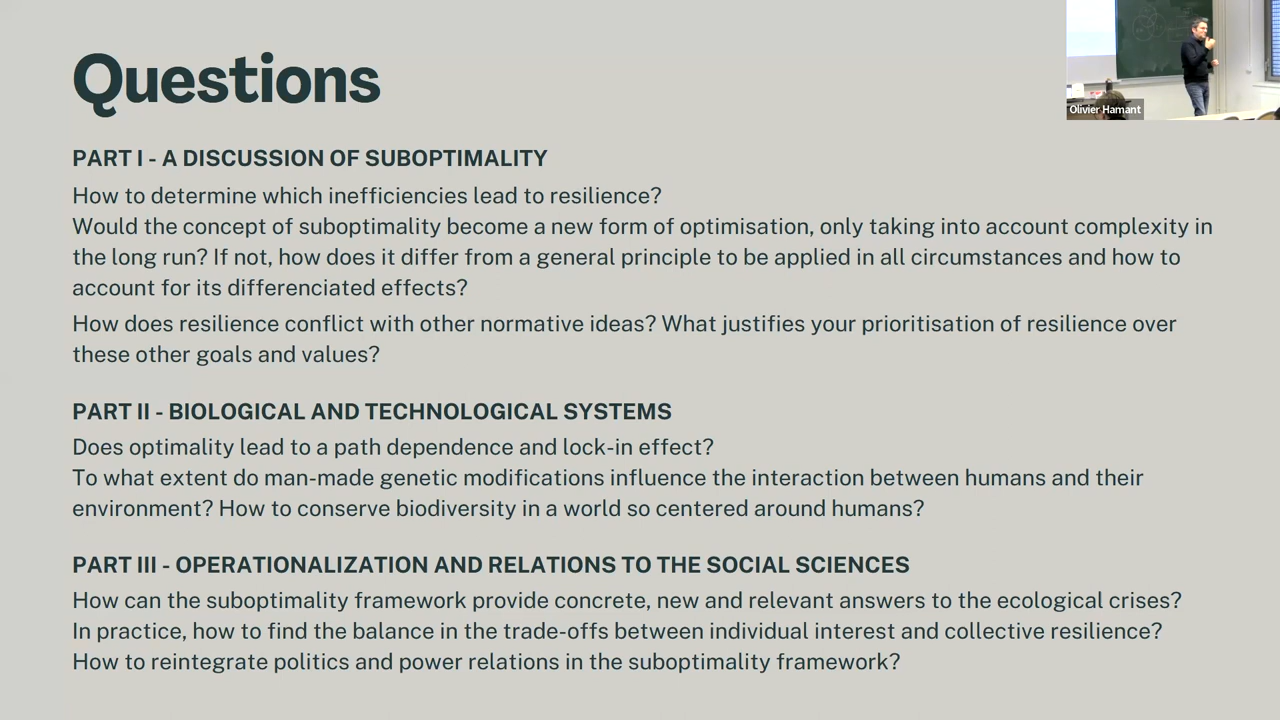 Questions
Olivier Hamant
PART I - A DISCUSSION OF SUBOPTIMALITY
How to determine which inefficiencies lead to resilience?
Would the concept of suboptimality become a new form of optimisation, only taking into account complexity in
the long run? If not, how does it differ from a general principle to be applied in all circumstances and how to
account for its differenciated effects?
How does resilience conflict with other normative ideas? What justifies your prioritisation of resilience over
these other goals and values?
PART II - BIOLOGICAL AND TECHNOLOGICAL SYSTEMS
Does optimality lead to a path dependence and lock-in effect?
To what extent do man-made genetic modifications influence the interaction between humans and their
environment? How to conserve biodiversity in a world so centered around humans?
PART III - OPERATIONALIZATION AND RELATIONS TO THE SOCIAL SCIENCES
How can the suboptimality framework provide concrete, new and relevant answers to the ecological crises?
In practice, how to find the balance in the trade-offs between individual interest and collective resilience?
How to reintegrate politics and power relations in the suboptimality framework?